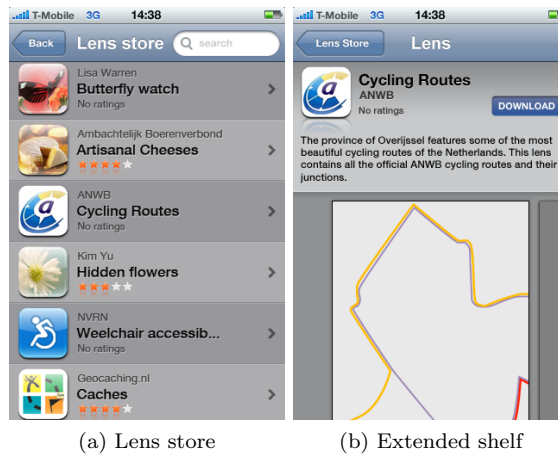 T-Mobile 3G 14:38
Back Lens store search
Lisa Warren
Butterfly watch
No ratings
Ambachtelijk Boerenverbond
Artisanal Cheeses
ANWB
Cycling Routes
No ratings
Kim Yu
Hidden flowers
NVRN
Weelchair accessib...
No ratings
Geocaching.nl
Caches
(a) Lens store
T-Mobile 3G 14:38
Lens Store Lens
Cycling Routes
ANWB
No ratings
DOWNLOAD
The province of Overijssel features some of the most
beautiful cycling routes of the Netherlands. This lens
contains all the official ANWB cycling routes and their
junctions.
(b) Extended shelf